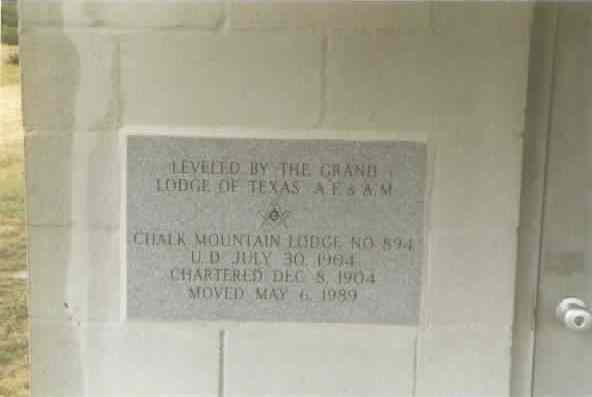 LEVELED BY THE GRAND
LODGE OF TEXAS A.F. & A.M.
G
CHALK MOUNTAIN LODGE NO. 894
U.D. JULY 30, 1904
CHARTERED DEC. 8, 1904
MOVED MAY 6, 1989